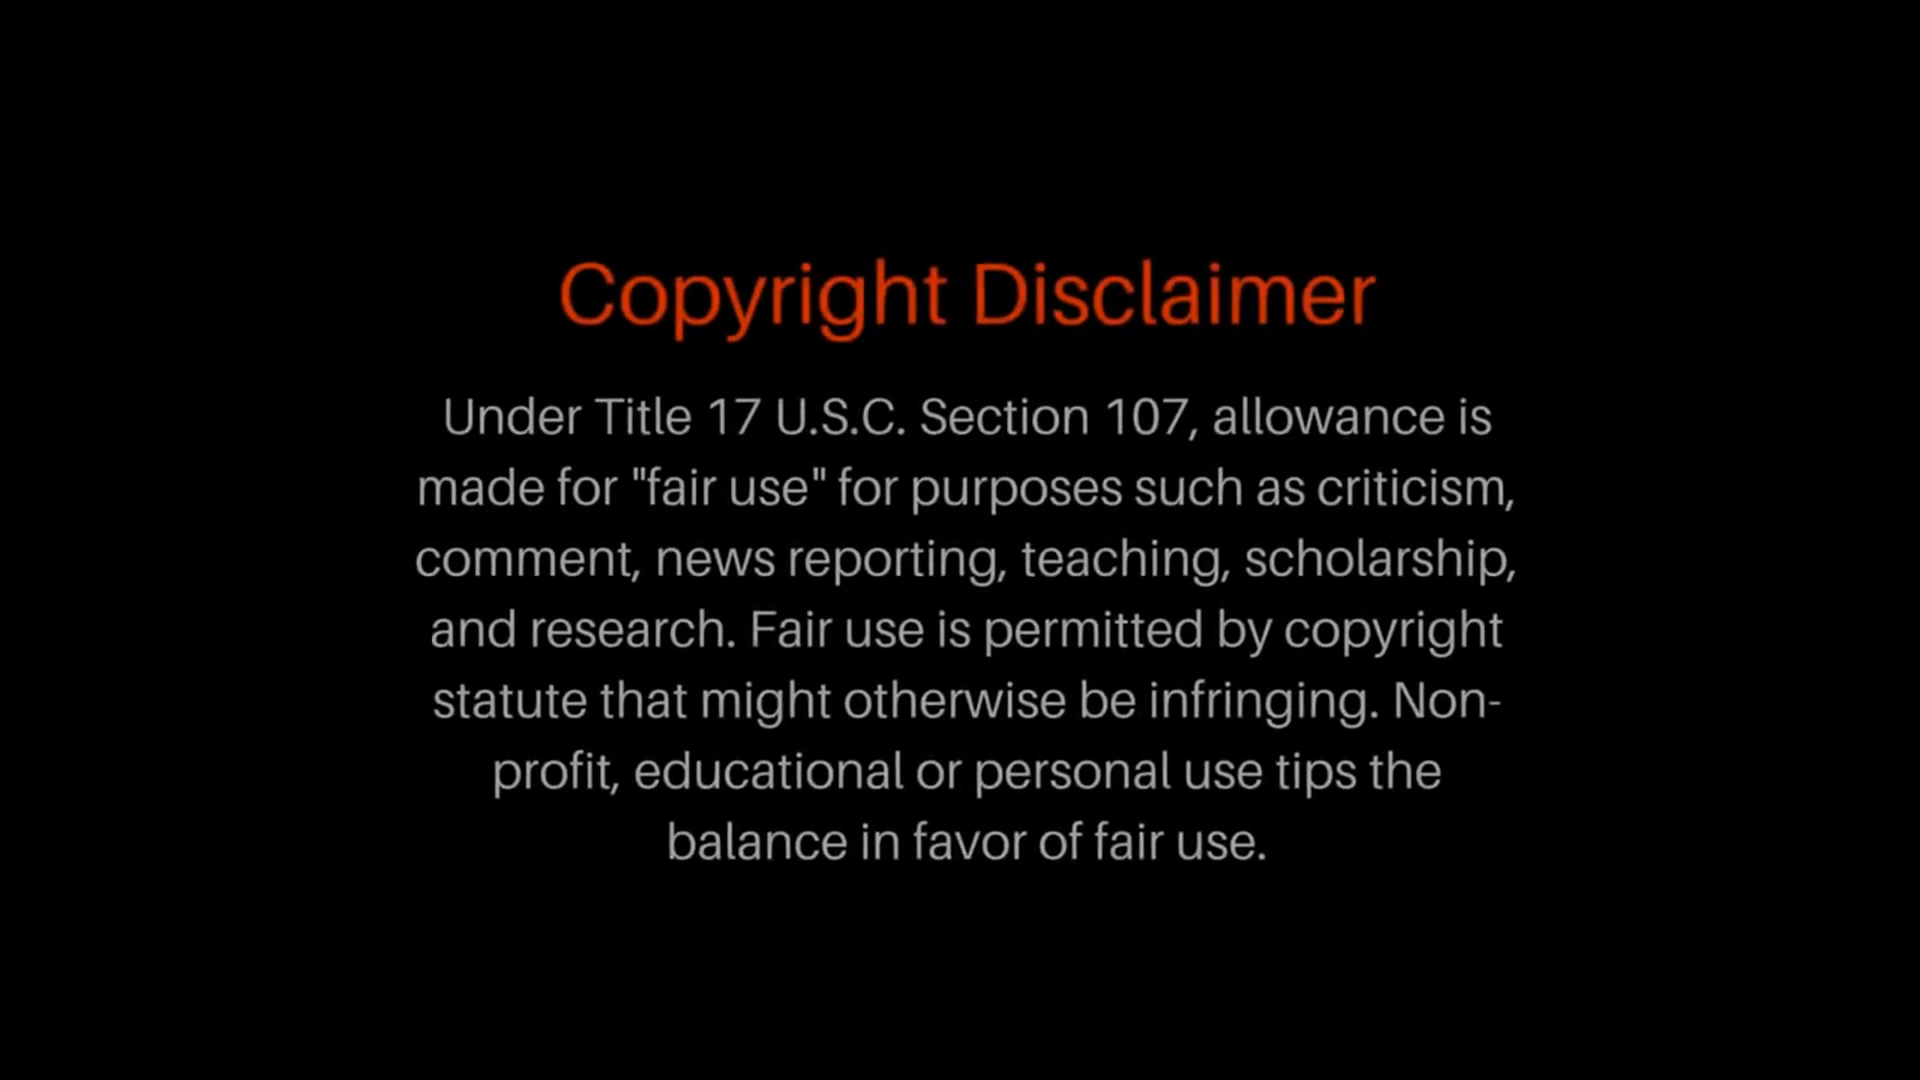 Copyright Disclaimer
Under Title 17 U.S.C. Section 107, allowance is
made for "fair use" for purposes such as criticism,
comment, news reporting, teaching, scholarship,
and research. Fair use is permitted by copyright
statute that might otherwise be infringing. Non-
profit, educational or personal use tips the
balance in favor of fair use.